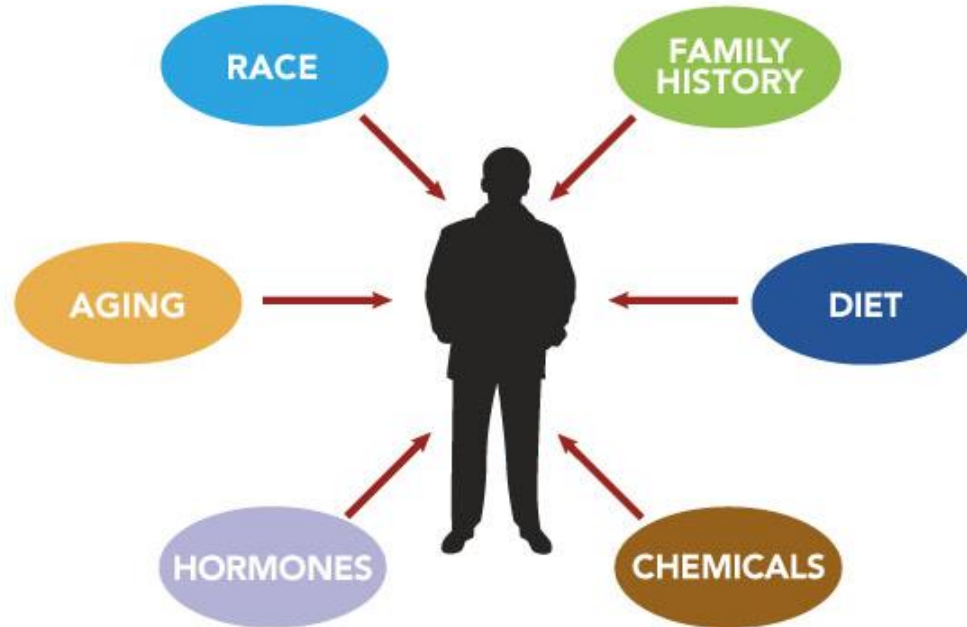 RACE
FAMILY
HISTORY
AGING
DIET
HORMONES
CHEMICALS